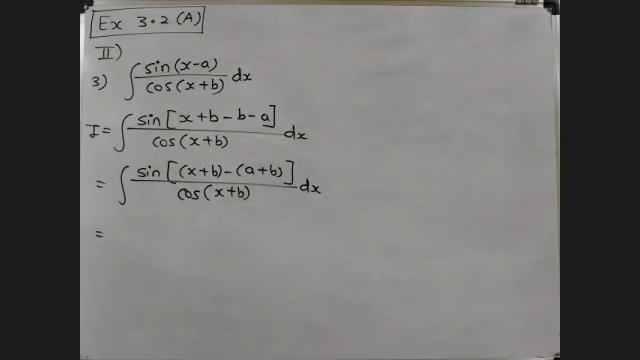 Ex 3.2 (A)
II)
3) ∫ sin(x-a) / cos(x+b) dx
I = ∫ sin[x+b-b-a] / cos(x+b) dx
= ∫ sin[(x+b)-(a+b)] / cos(x+b) dx
=